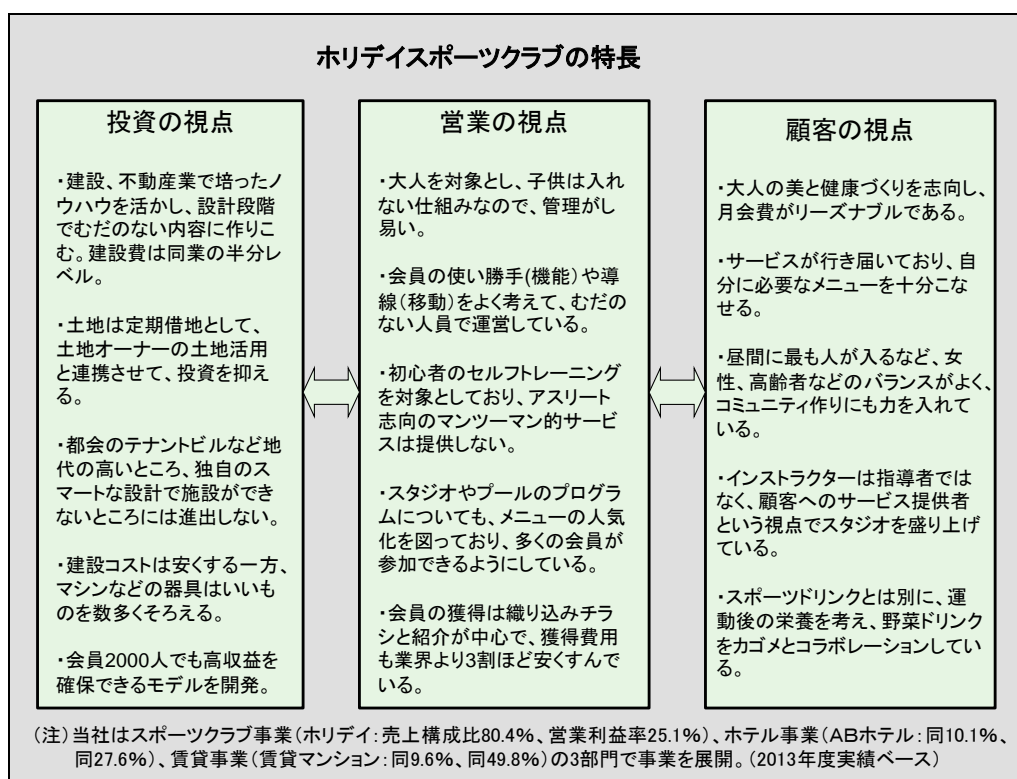 ホリデイスポーツクラブの特長
投資の視点
・建設、不動産業で培ったノ
ウハウを活かし、設計段階
でむだのない内容に作りこ
む。建設費は同業の半分レ
ベル。
・土地は定期借地として、
土地オーナーの土地活用
と連携させて、投資を抑え
る。
・都会のテナントビルなど地
代の高いところ、独自のス
マートな設計で施設ができ
ないところには進出しない。
・建設コストは安くする一方、
マシンなどの器具はいいも
のを数多くそろえる。
・会員2000人でも高収益を
確保できるモデルを開発。
営業の視点
・大人を対象とし、子供は入れ
ない仕組みなので、管理がし
易い。
・会員の使い勝手(機能)や導
線(移動)をよく考えて、むだの
ない人員で運営している。
・初心者のセルフトレーニング
を対象としており、アスリート
志向のマンツーマン的サービ
スは提供しない。
・スタジオやプールのプログラ
ムについても、メニューの人気
化を図っており、多くの会員が
参加できるようにしている。
・会員の獲得は織り込みチラ
シと紹介が中心で、獲得費用
も業界より3割ほど安くすんで
いる。
顧客の視点
・大人の美と健康づくりを志向し、
月会費がリーズナブルである。
・サービスが行き届いており、自
分に必要なメニューを十分こな
せる。
・昼間に最も人が入るなど、女
性、高齢者などのバランスがよく、
コミュニティ作りにも力を入れて
いる。
・インストラクターは指導者では
なく、顧客へのサービス提供者
という視点でスタジオを盛り上げ
ている。
・スポーツドリンクとは別に、運
動後の栄養を考え、野菜ドリンク
をカゴメとコラボレーションしてい
る。
(注)当社はスポーツクラブ事業(ホリデイ:売上構成比80.4%、営業利益率25.1%)、ホテル事業(ABホテル:同10.1%、
同27.6%)、賃貸事業(賃貸マンション:同9.6%、同49.8%)の3部門で事業を展開。(2013年度実績ベース)